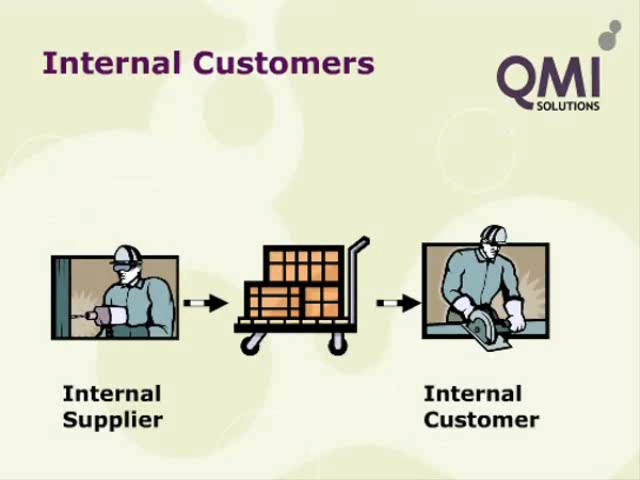 Internal Customers
QMI
SOLUTIONS
Internal
Supplier
Internal
Customer